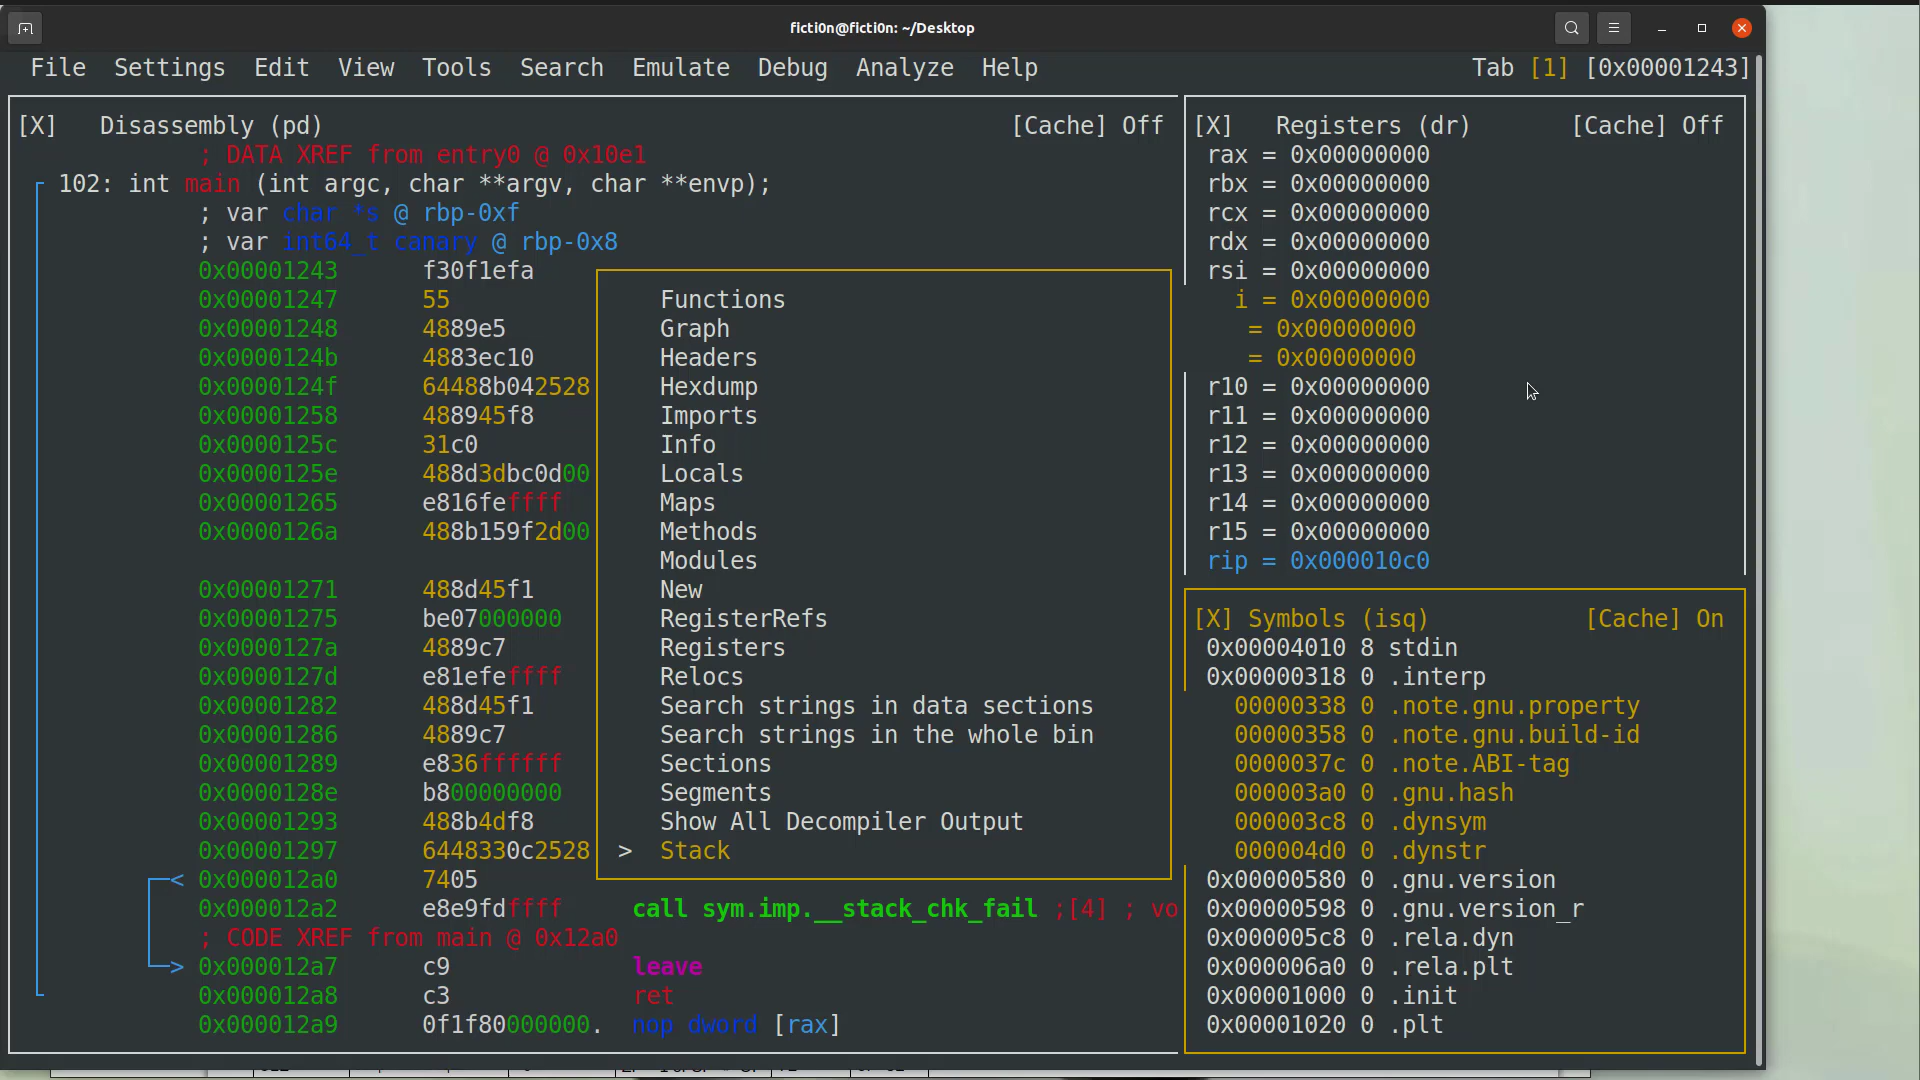 ficti0n@ficti0n: ~/Desktop
File Settings Edit View Tools Search Emulate Debug Analyze Help Tab [1] [0x00001243]
[X] Disassembly (pd) [Cache] Off
; DATA XREF from entry0 @ 0x10e1
102: int main (int argc, char **argv, char **envp);
; var char *s @ rbp-0xf
; var int64_t canary @ rbp-0x8
0x00001243 f30f1efa
0x00001247 55
0x00001248 4889e5
0x0000124b 4883ec10
0x0000124f 64488b042528
0x00001258 488945f8
0x0000125c 31c0
0x0000125e 488d3dbc0d00
0x00001265 e816feffff
0x0000126a 488b159f2d00
0x00001271 488d45f1
0x00001275 be07000000
0x0000127a 4889c7
0x0000127d e81efeffff
0x00001282 488d45f1
0x00001286 4889c7
0x00001289 e836ffffff
0x0000128e b800000000
0x00001293 488b4df8
0x00001297 6448330c2528
0x000012a0 7405
0x000012a2 e8e9fdffff call sym.imp.__stack_chk_fail ;[4] ; vo
; CODE XREF from main @ 0x12a0
0x000012a7 c9 leave
0x000012a8 c3 ret
0x000012a9 0f1f80000000. nop dword [rax]
Functions
Graph
Headers
Hexdump
Imports
Info
Locals
Maps
Methods
Modules
New
RegisterRefs
Registers
Relocs
Search strings in data sections
Search strings in the whole bin
Sections
Segments
Show All Decompiler Output
> Stack
[X] Registers (dr) [Cache] Off
rax = 0x00000000
rbx = 0x00000000
rcx = 0x00000000
rdx = 0x00000000
rsi = 0x00000000
i = 0x00000000
= 0x00000000
= 0x00000000
r10 = 0x00000000
r11 = 0x00000000
r12 = 0x00000000
r13 = 0x00000000
r14 = 0x00000000
r15 = 0x00000000
rip = 0x000010c0
[X] Symbols (isq) [Cache] On
0x00004010 8 stdin
0x00000318 0 .interp
00000338 0 .note.gnu.property
00000358 0 .note.gnu.build-id
0000037c 0 .note.ABI-tag
000003a0 0 .gnu.hash
000003c8 0 .dynsym
000004d0 0 .dynstr
0x00000580 0 .gnu.version
0x00000598 0 .gnu.version_r
0x000005c8 0 .rela.dyn
0x000006a0 0 .rela.plt
0x00001000 0 .init
0x00001020 0 .plt